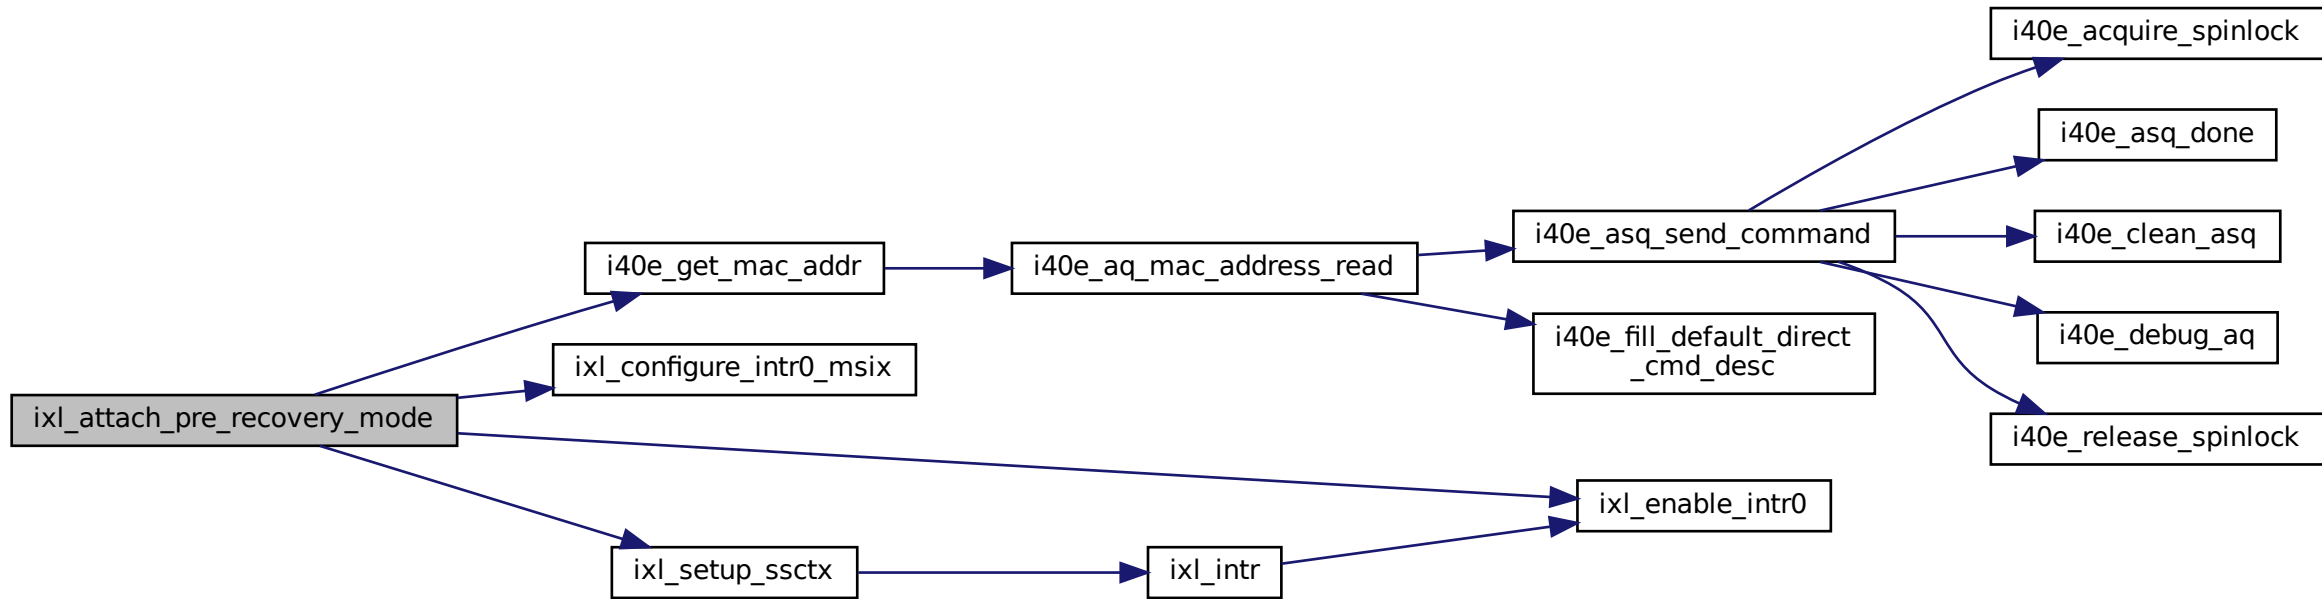 i40e_acquire_spinlock
i40e_asq_done
i40e_asq_send_command
i40e_clean_asq
i40e_get_mac_addr
i40e_aq_mac_address_read
i40e_debug_aq
i40e_fill_default_direct
_cmd_desc
ixl_configure_intr0_msix
ixl_attach_pre_recovery_mode
i40e_release_spinlock
ixl_enable_intr0
ixl_setup_ssctx
ixl_intr